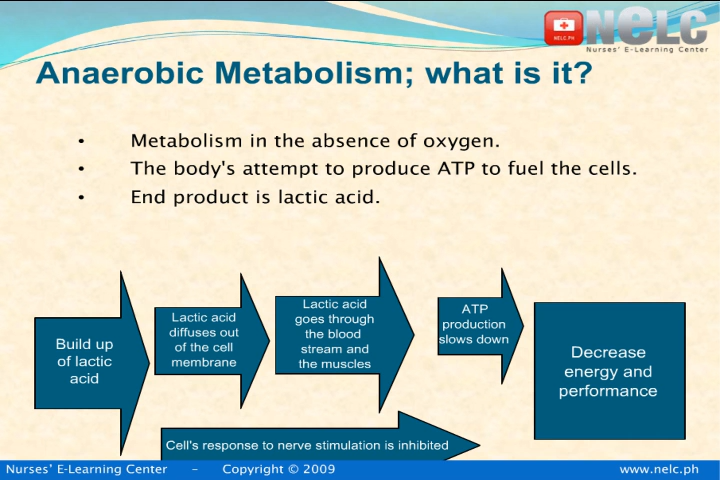 NELC.PH
NELC
Nurses' E-Learning Center
Anaerobic Metabolism; what is it?
• Metabolism in the absence of oxygen.
• The body's attempt to produce ATP to fuel the cells.
• End product is lactic acid.
Build up
of lactic
acid
Lactic acid
diffuses out
of the cell
membrane
Lactic acid
goes through
the blood
stream and
the muscles
ATP
production
slows down
Decrease
energy and
performance
Cell's response to nerve stimulation is inhibited
Nurses' E-Learning Center – Copyright © 2009 www.nelc.ph